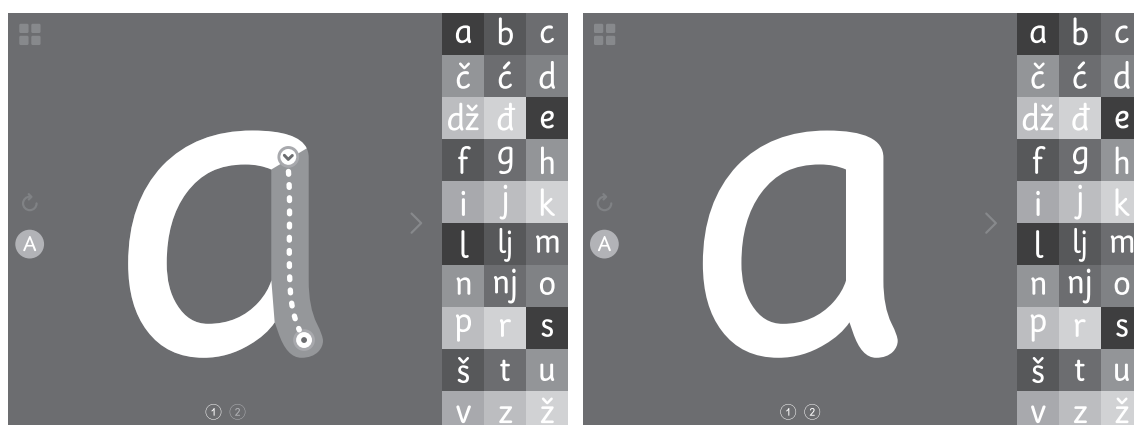 a
a b c
č ć d
dž đ e
f g h
i j k
l lj m
n nj o
p r s
š t u
v z ž
A
1 2
a
a b c
č ć d
dž đ e
f g h
i j k
l lj m
n nj o
p r s
š t u
v z ž
A
1 2